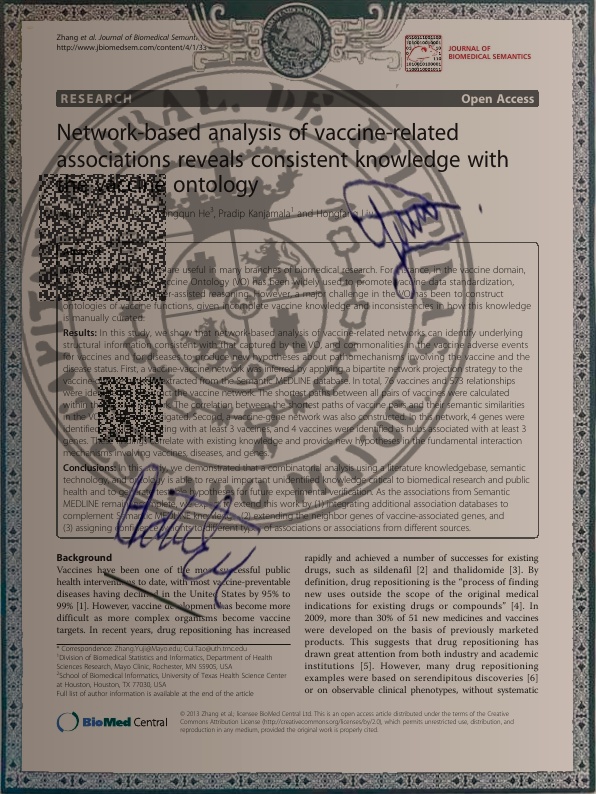 Zhang et al. Journal of Biomedical Semant
http://www.jbiomedsem.com/content/4/1/33
JOURNAL OF
BIOMEDICAL SEMANTICS
RESEARCH
Open Access
Network-based analysis of vaccine-related
associations reveals consistent knowledge with
the vaccine ontology
He¹, Pradip Kanjamala¹ and
are useful in many branches of biomedical research. For instance, in the vaccine domain,
Ontology (VO) has been widely used to promote vaccine data standardization,
reasoning. However, a major challenge in the VO has been to construct
ontologies of vaccine functions, given incomplete vaccine knowledge and inconsistencies in how this knowledge
is manually curated.
Results: In this study, we show that network-based analysis of vaccine-related networks can identify underlying
structural information consistent with that captured by the VO, and commonalities in the vaccine adverse events
for vaccines and diseases to produce new hypotheses about pathomechanisms involving the vaccine and the
disease status. First, a vaccine-vaccine network was inferred by applying a bipartite network projection strategy to the
extracted from the Semantic MEDLINE database. In total, 76 vaccines and 573 relationships
were the vaccine network. The shortest paths between all pairs of vaccines were calculated
within the The correlation between the shortest paths of vaccine pairs and their semantic similarities
in the VO Second, a vaccine-gene network was also constructed. In this network, 4 genes were
identified with at least 3 vaccines, and 4 vaccines were identified as hubs associated with at least 3
genes. correlate with existing knowledge and provide new hypotheses in the fundamental interaction
mechanisms involving vaccines, diseases, and genes.
Conclusions: In this study, we demonstrated that a combinatorial analysis using a literature knowledgebase, semantic
technology, and is able to reveal important unidentified knowledge critical to biomedical research and public
health and to generate testable hypotheses for future experimental verification. As the associations from Semantic
MEDLINE remain incomplete, we expect to extend this work by (1) integrating additional association databases to
complement Semantic MEDLINE knowledge, (2) extending the neighbor genes of vaccine-associated genes, and
(3) assigning confidence weights to different types of associations or associations from different sources.
Background
Vaccines have been one of the most successful public
health interventions to date, with most vaccine-preventable
diseases having declined in the United States by 95% to
99% [1]. However, vaccine development has become more
difficult as more complex organisms become vaccine
targets. In recent years, drug repositioning has increased
* Correspondence: Zhang.Yuji@Mayo.edu; Cui.Tao@uth.tmc.edu
¹Division of Biomedical Statistics and Informatics, Department of Health
Sciences Research, Mayo Clinic, Rochester, MN 55905, USA
²School of Biomedical Informatics, University of Texas Health Science Center
at Houston, Houston, TX 77030, USA
Full list of author information is available at the end of the article
rapidly and achieved a number of successes for existing
drugs, such as sildenafil [2] and thalidomide [3]. By
definition, drug repositioning is the “process of finding
new uses outside the scope of the original medical
indications for existing drugs or compounds” [4]. In
2009, more than 30% of 51 new medicines and vaccines
were developed on the basis of previously marketed
products. This suggests that drug repositioning has
drawn great attention from both industry and academic
institutions [5]. However, many drug repositioning
examples were based on serendipitous discoveries [6]
or on observable clinical phenotypes, without systematic
BioMed Central
© 2013 Zhang et al.; licensee BioMed Central Ltd. This is an open access article distributed under the terms of the Creative
Commons Attribution License (http://creativecommons.org/licenses/by/2.0), which permits unrestricted use, distribution, and
reproduction in any medium, provided the original work is properly cited.